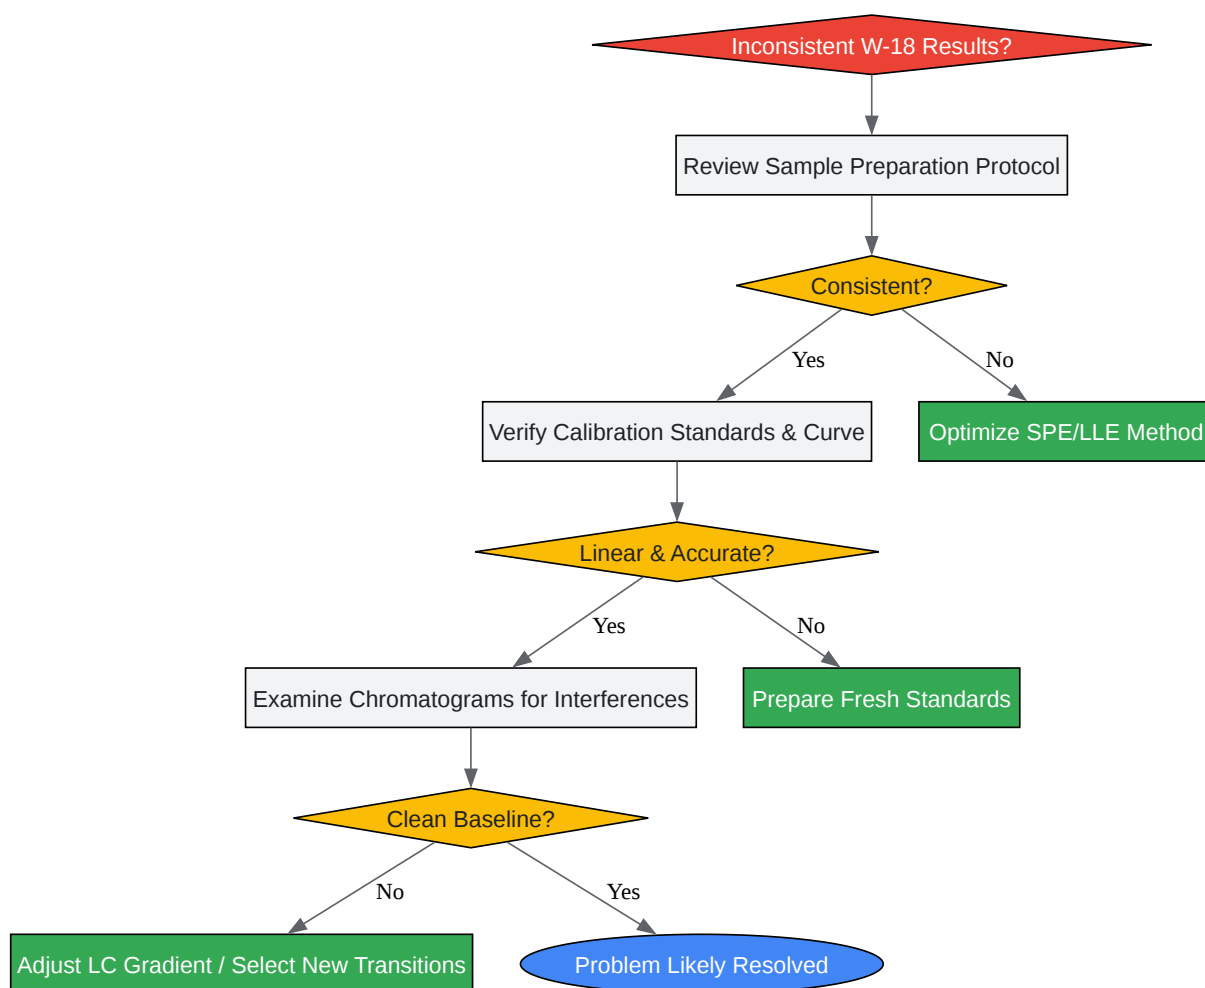 Inconsistent W-18 Results?
Review Sample Preparation Protocol
Consistent?
Yes
No
Verify Calibration Standards & Curve
Optimize SPE/LLE Method
Linear & Accurate?
Yes
No
Examine Chromatograms for Interferences
Prepare Fresh Standards
Clean Baseline?
No
Yes
Adjust LC Gradient / Select New Transitions
Problem Likely Resolved